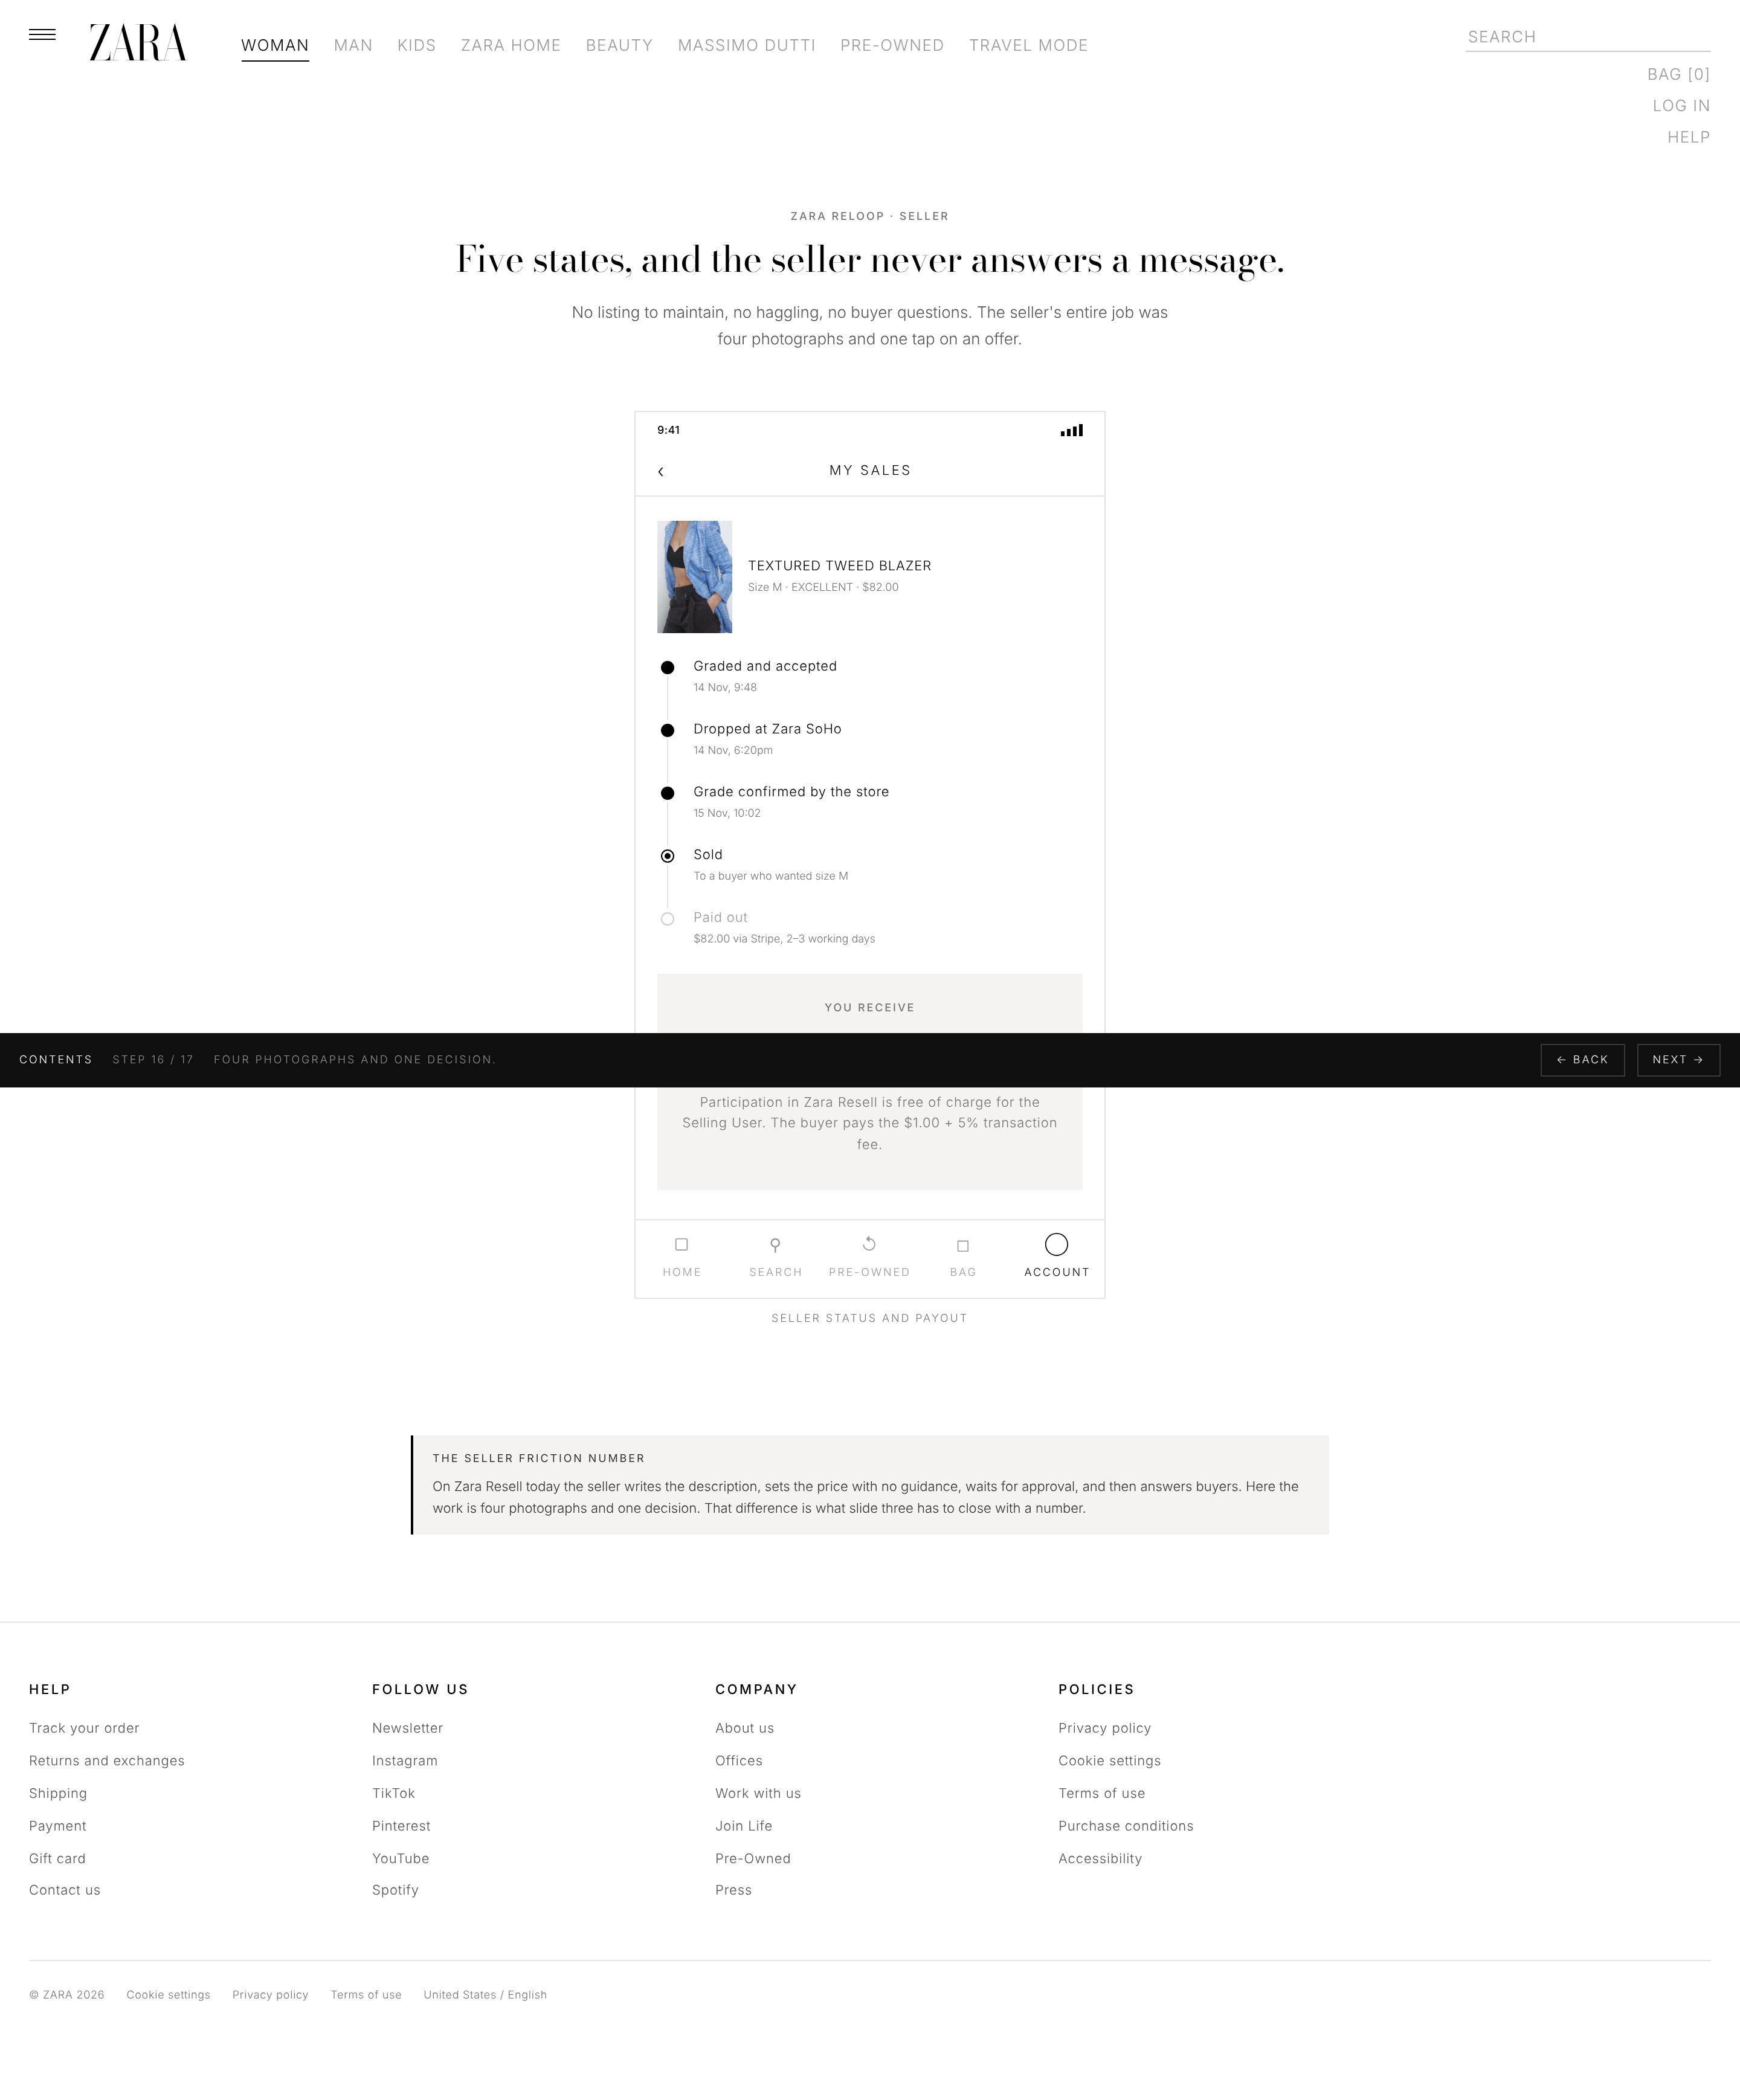 ZARA
WOMAN MAN KIDS ZARA HOME BEAUTY MASSIMO DUTTI PRE-OWNED TRAVEL MODE
SEARCH
BAG [0]
LOG IN
HELP
ZARA RELOOP · SELLER
Five states, and the seller never answers a message.
No listing to maintain, no haggling, no buyer questions. The seller's entire job was
four photographs and one tap on an offer.
9:41
‹ MY SALES
TEXTURED TWEED BLAZER
Size M · EXCELLENT · $82.00
Graded and accepted
14 Nov, 9:48
Dropped at Zara SoHo
14 Nov, 6:20pm
Grade confirmed by the store
15 Nov, 10:02
Sold
To a buyer who wanted size M
Paid out
$82.00 via Stripe, 2–3 working days
YOU RECEIVE
CONTENTS STEP 16 / 17 FOUR PHOTOGRAPHS AND ONE DECISION. ← BACK NEXT →
Participation in Zara Resell is free of charge for the
Selling User. The buyer pays the $1.00 + 5% transaction
fee.
HOME SEARCH PRE-OWNED BAG ACCOUNT
SELLER STATUS AND PAYOUT
THE SELLER FRICTION NUMBER
On Zara Resell today the seller writes the description, sets the price with no guidance, waits for approval, and then answers buyers. Here the
work is four photographs and one decision. That difference is what slide three has to close with a number.
HELP
Track your order
Returns and exchanges
Shipping
Payment
Gift card
Contact us
FOLLOW US
Newsletter
Instagram
TikTok
Pinterest
YouTube
Spotify
COMPANY
About us
Offices
Work with us
Join Life
Pre-Owned
Press
POLICIES
Privacy policy
Cookie settings
Terms of use
Purchase conditions
Accessibility
© ZARA 2026 Cookie settings Privacy policy Terms of use United States / English